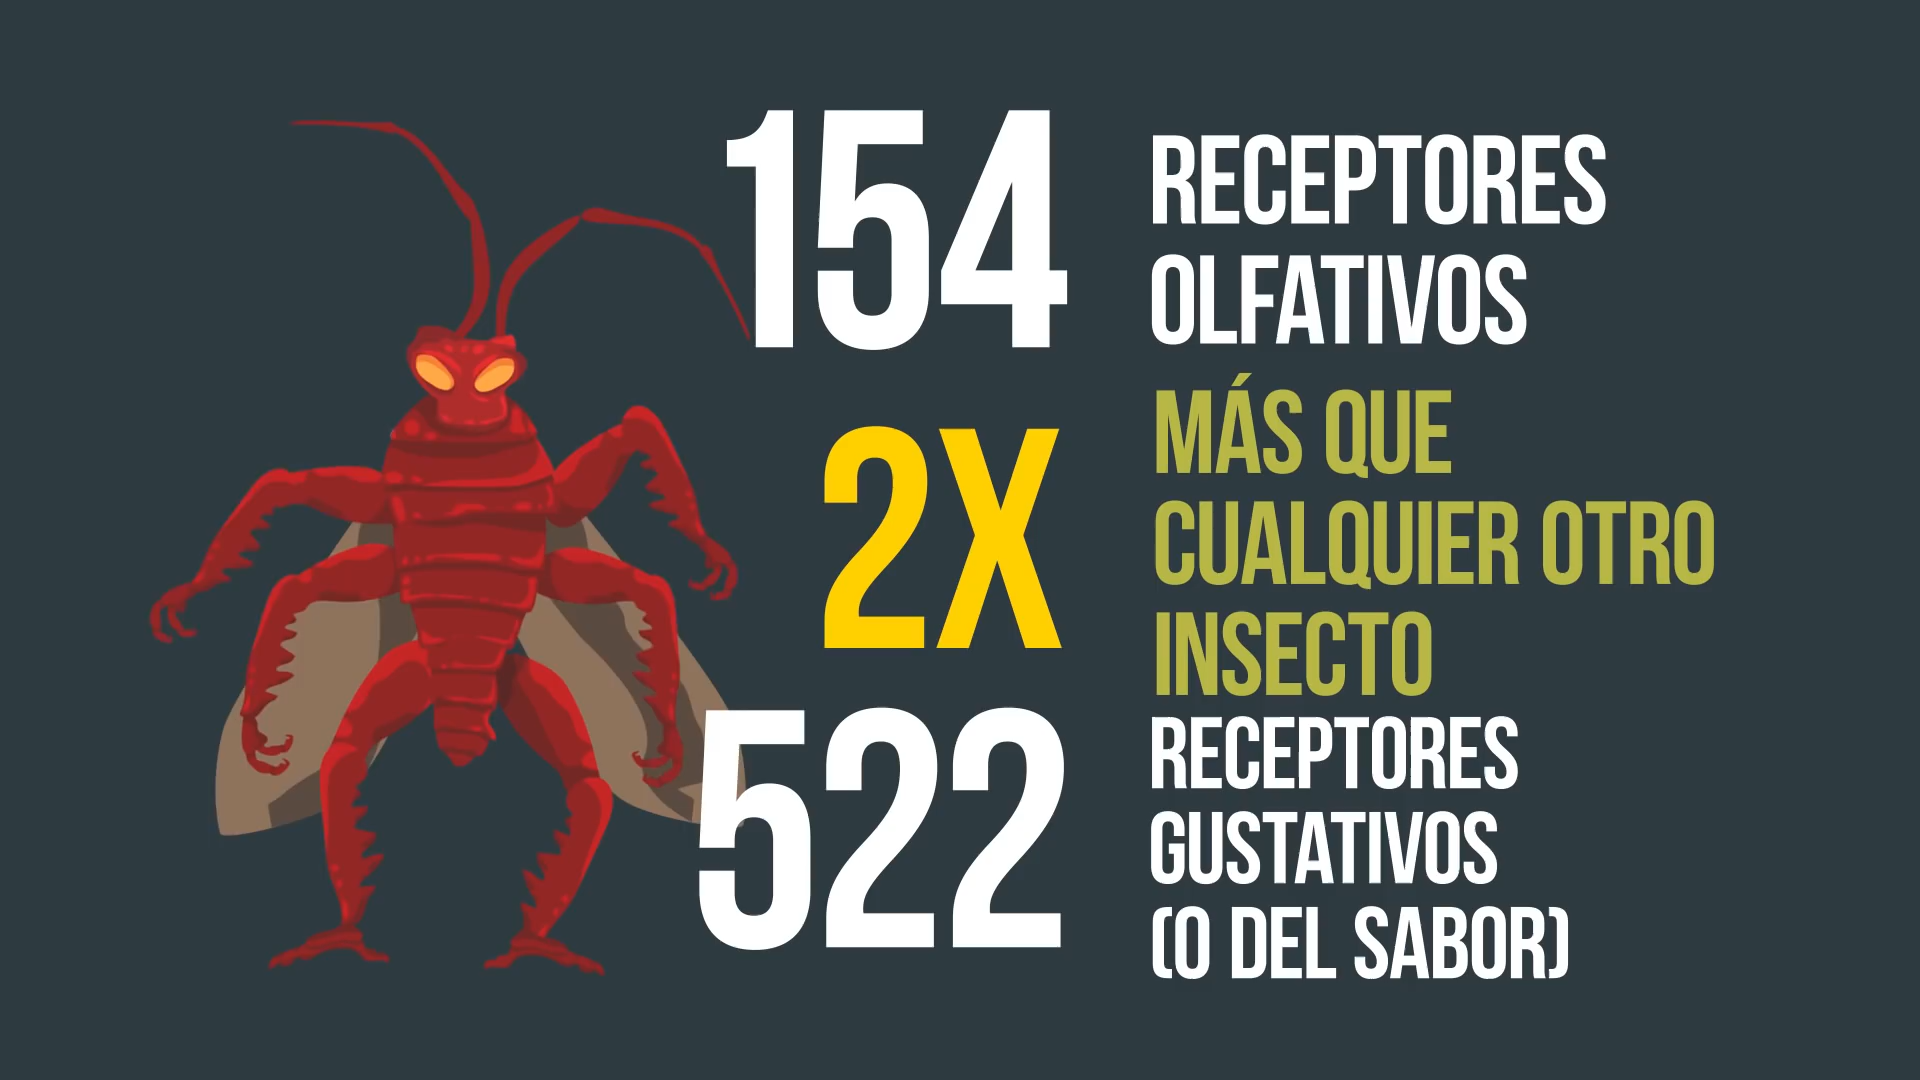 154 RECEPTORES
OLFATIVOS
2X MÁS QUE
CUALQUIER OTRO
INSECTO
522 RECEPTORES
GUSTATIVOS
(O DEL SABOR)